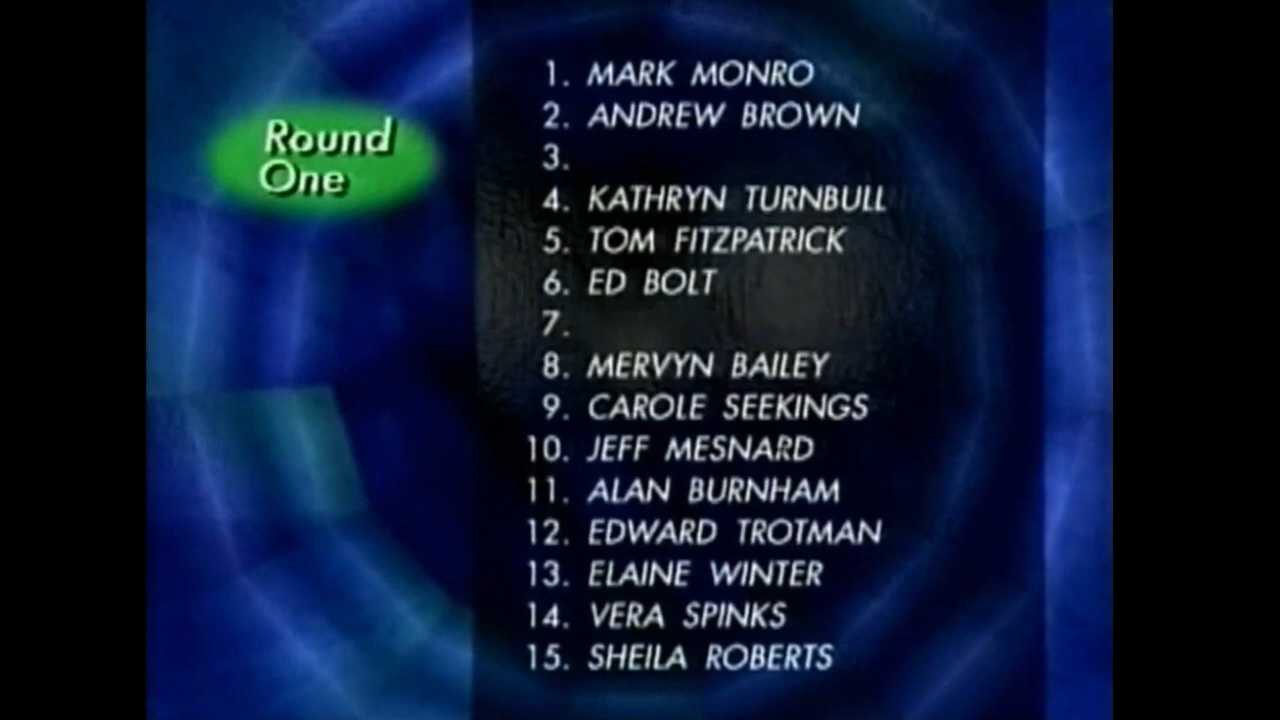 Round
One
1. MARK MONRO
2. ANDREW BROWN
3.
4. KATHRYN TURNBULL
5. TOM FITZPATRICK
6. ED BOLT
7.
8. MERVYN BAILEY
9. CAROLE SEEKINGS
10. JEFF MESNARD
11. ALAN BURNHAM
12. EDWARD TROTMAN
13. ELAINE WINTER
14. VERA SPINKS
15. SHEILA ROBERTS